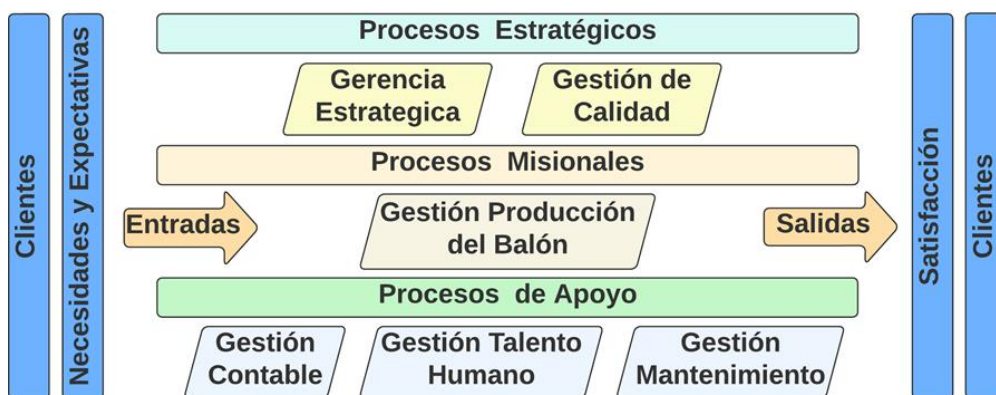 Clientes
Necesidades y Expectativas
Procesos Estratégicos
Gerencia
Estrategica
Gestión de
Calidad
Procesos Misionales
Entradas
Gestión Producción
del Balón
Salidas
Procesos de Apoyo
Gestión
Contable
Gestión Talento
Humano
Gestión
Mantenimiento
Satisfacción
Clientes